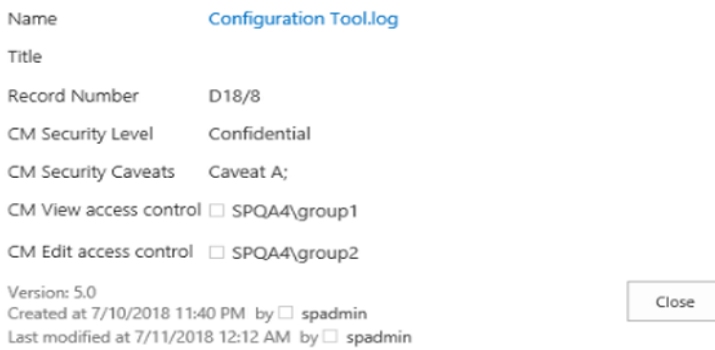 Name Configuration Tool.log
Title
Record Number D18/8
CM Security Level Confidential
CM Security Caveats Caveat A;
CM View access control SPQA4\group1
CM Edit access control SPQA4\group2
Version: 5.0
Created at 7/10/2018 11:40 PM by spadmin
Close
Last modified at 7/11/2018 12:12 AM by spadmin